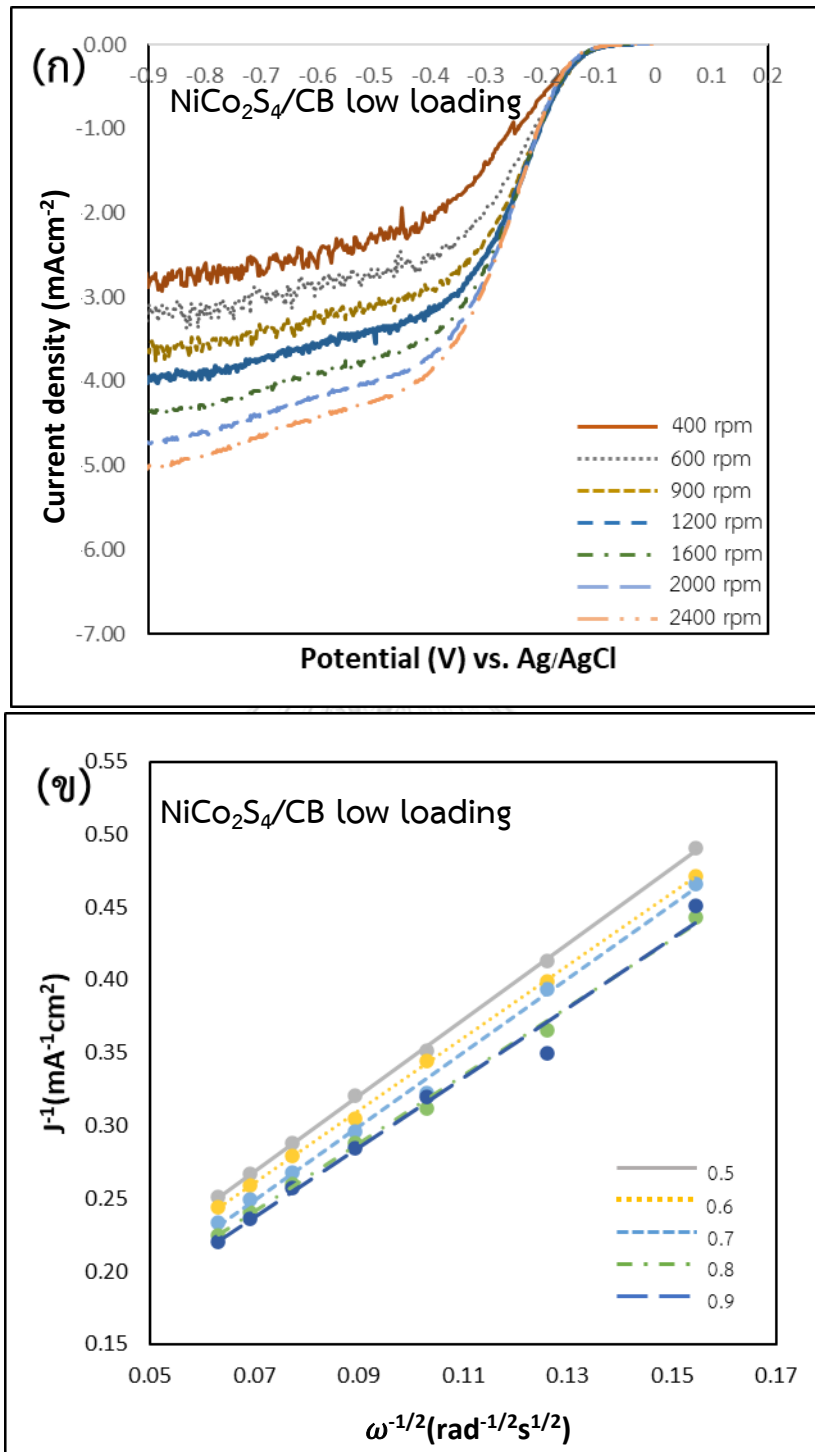 (ก)
0.00
-0.9 -0.8 -0.7 -0.6 -0.5 -0.4 -0.3 -0.2 -0.1 0 0.1 0.2
NiCo₂S₄/CB low loading
-1.00
-2.00
-3.00
-4.00
-5.00
-6.00
-7.00
Current density (mAcm⁻²)
400 rpm
600 rpm
900 rpm
1200 rpm
1600 rpm
2000 rpm
2400 rpm
Potential (V) vs. Ag/AgCl
(ข)
NiCo₂S₄/CB low loading
0.55
0.50
0.45
0.40
0.35
0.30
0.25
0.20
0.15
J⁻¹(mA⁻¹cm²)
0.5
0.6
0.7
0.8
0.9
0.05 0.07 0.09 0.11 0.13 0.15 0.17
ω⁻¹/²(rad⁻¹/²s¹/²)